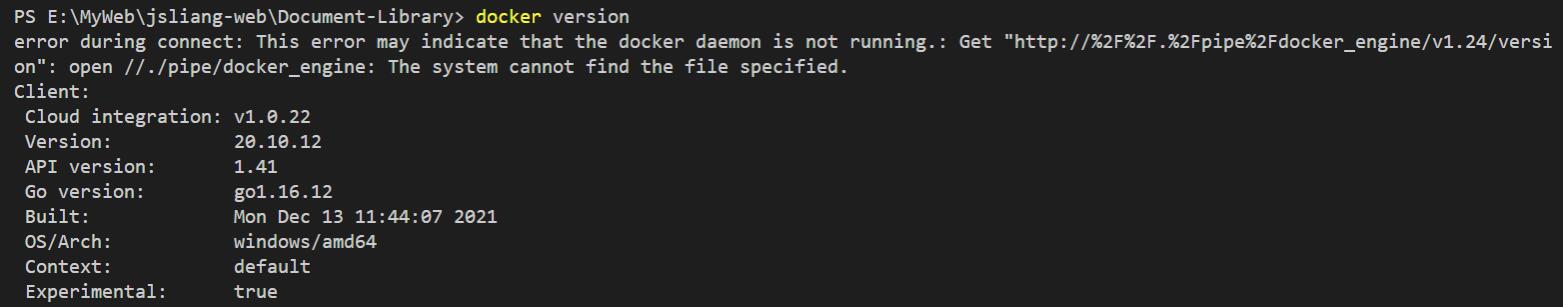 PS E:\MyWeb\jsliang-web\Document-Library> docker version
error during connect: This error may indicate that the docker daemon is not running.: Get "http://%2F%2F.%2Fpipe%2Fdocker_engine/v1.24/versi
on": open //./pipe/docker_engine: The system cannot find the file specified.
Client:
 Cloud integration: v1.0.22
 Version:           20.10.12
 API version:       1.41
 Go version:        go1.16.12
 Built:             Mon Dec 13 11:44:07 2021
 OS/Arch:           windows/amd64
 Context:           default
 Experimental:      true